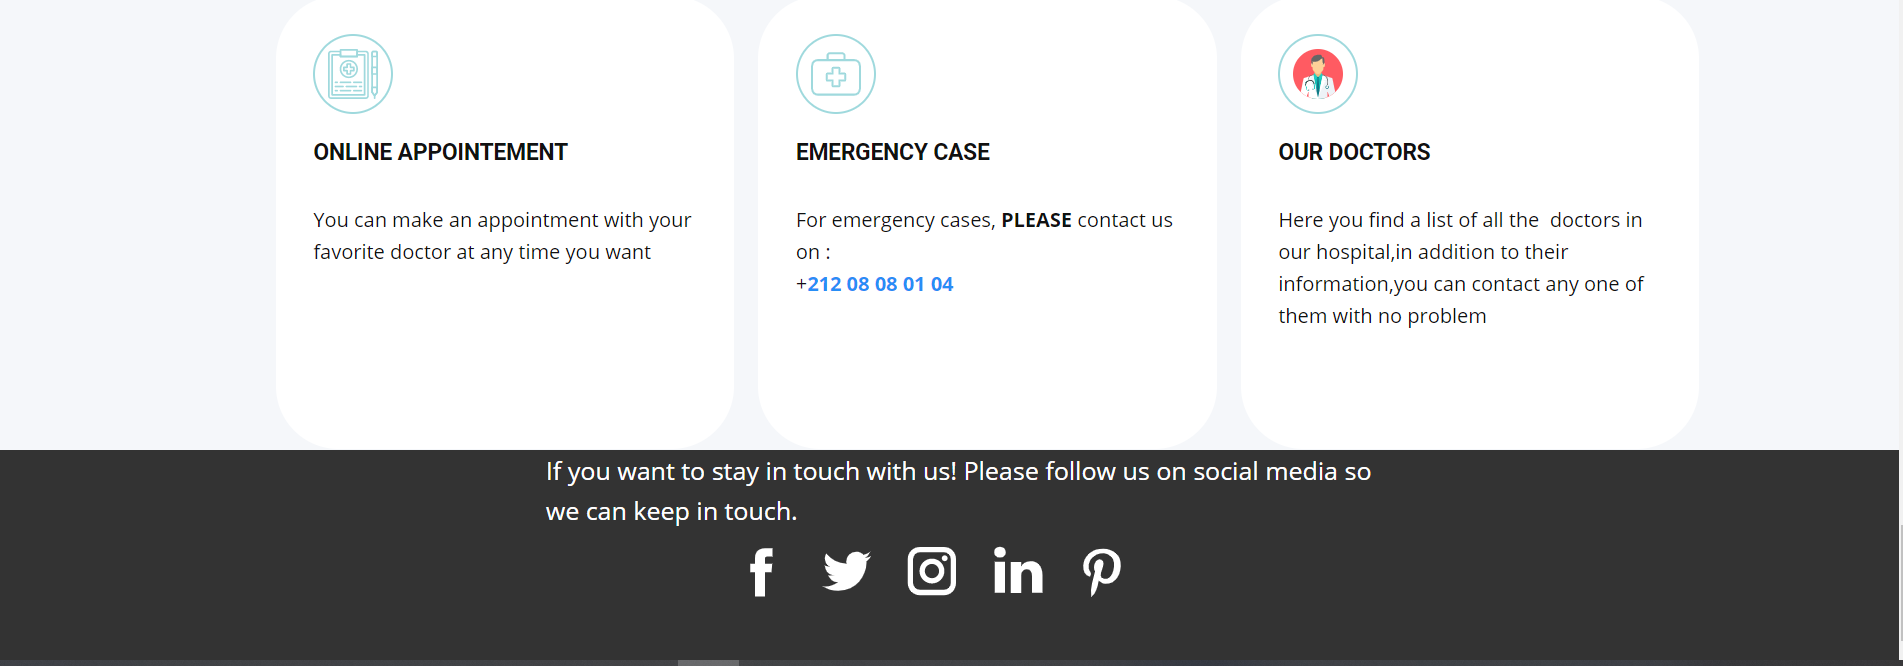 ONLINE APPOINTEMENT
You can make an appointment with your
favorite doctor at any time you want
EMERGENCY CASE
For emergency cases, PLEASE contact us
on :
+212 08 08 01 04
OUR DOCTORS
Here you find a list of all the  doctors in
our hospital,in addition to their
information,you can contact any one of
them with no problem
If you want to stay in touch with us! Please follow us on social media so
we can keep in touch.